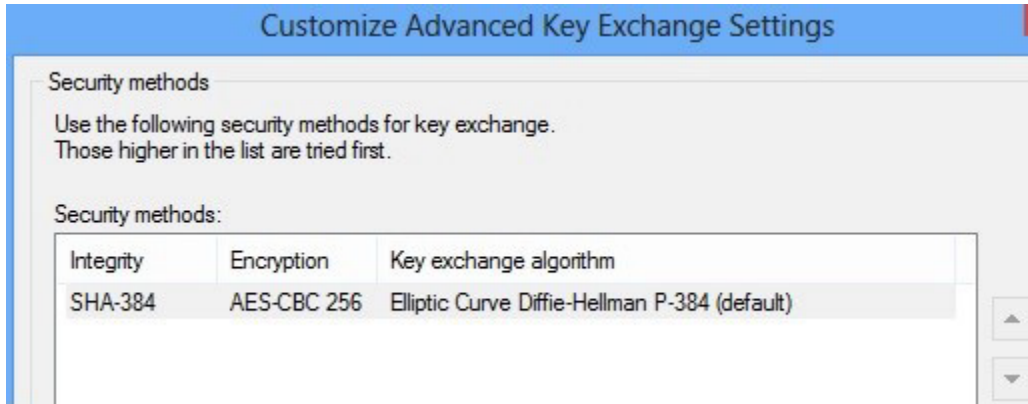 Customize Advanced Key Exchange Settings
Security methods
Use the following security methods for key exchange.
Those higher in the list are tried first.
Security methods:
Integrity Encryption Key exchange algorithm
SHA-384 AES-CBC 256 Elliptic Curve Diffie-Hellman P-384 (default)